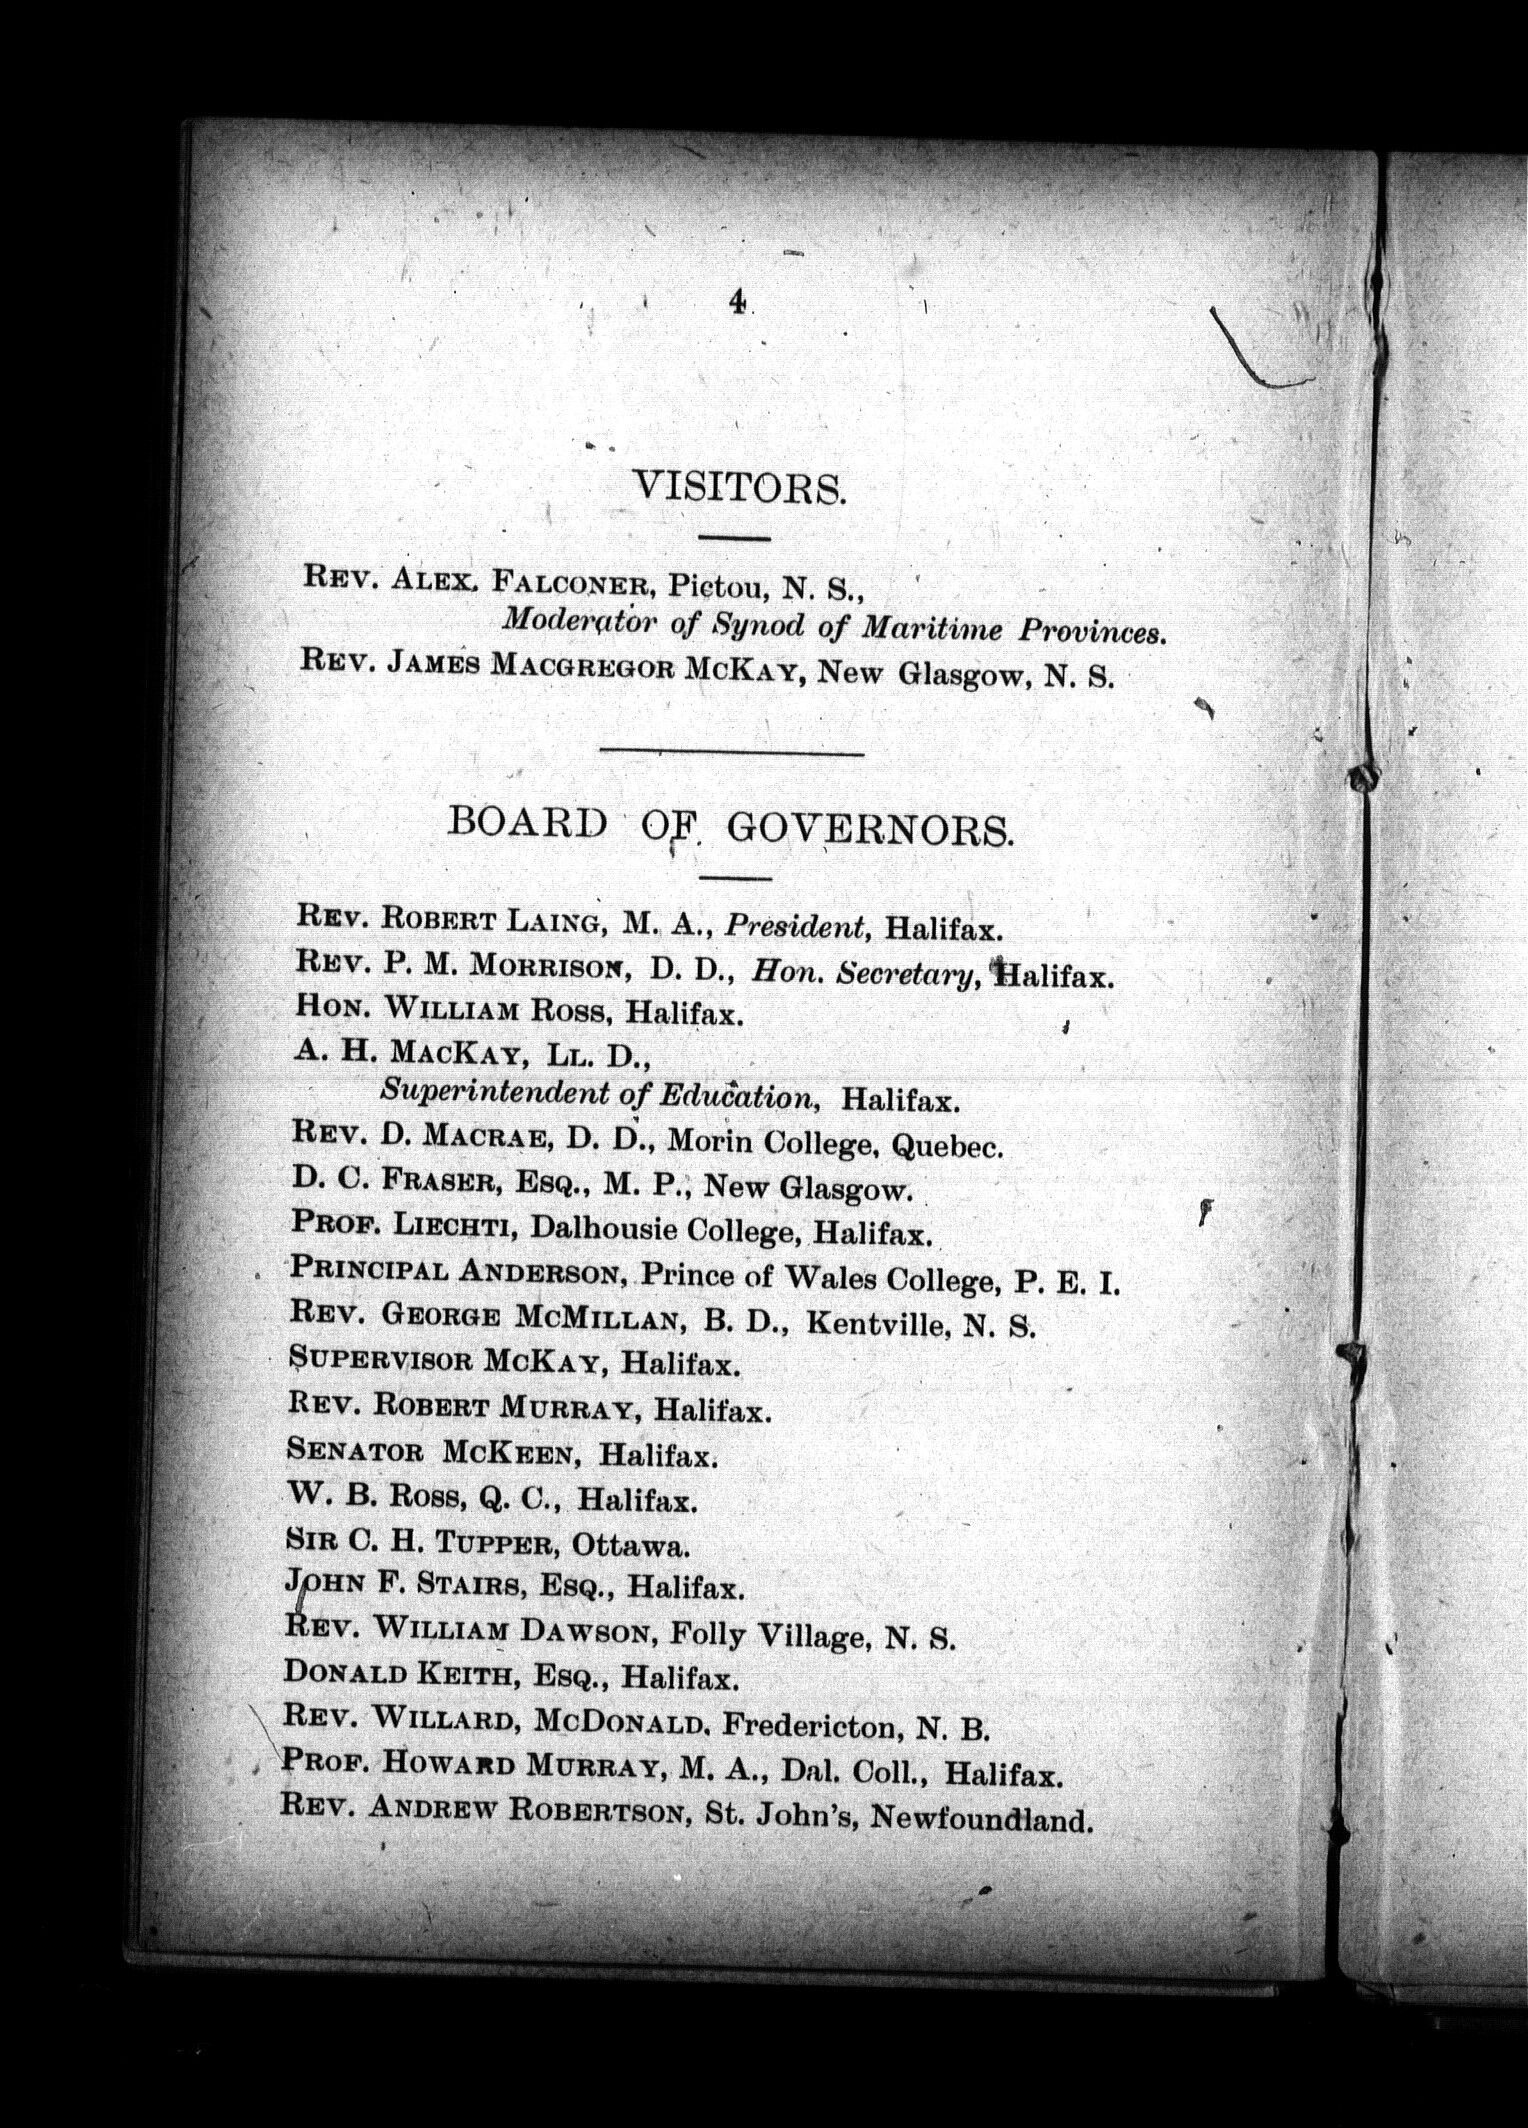 4
VISITORS.
REV. ALEX. FALCONER, Pictou, N. S.,
Moderator of Synod of Maritime Provinces.
REV. JAMES MACGREGOR MCKAY, New Glasgow, N. S.
BOARD OF GOVERNORS.
REV. ROBERT LAING, M. A., President, Halifax.
REV. P. M. MORRISON, D. D., Hon. Secretary, Halifax.
HON. WILLIAM ROSS, Halifax.
A. H. MACKAY, LL. D.,
Superintendent of Education, Halifax.
REV. D. MACRAE, D. D., Morin College, Quebec.
D. C. FRASER, ESQ., M. P., New Glasgow.
PROF. LIECHTI, Dalhousie College, Halifax.
PRINCIPAL ANDERSON, Prince of Wales College, P. E. I.
REV. GEORGE MCMILLAN, B. D., Kentville, N. S.
SUPERVISOR MCKAY, Halifax.
REV. ROBERT MURRAY, Halifax.
SENATOR MCKEEN, Halifax.
W. B. ROSS, Q. C., Halifax.
SIR C. H. TUPPER, Ottawa.
JOHN F. STAIRS, ESQ., Halifax.
REV. WILLIAM DAWSON, Folly Village, N. S.
DONALD KEITH, ESQ., Halifax.
REV. WILLARD, MCDONALD. Fredericton, N. B.
PROF. HOWARD MURRAY, M. A., Dal. Coll., Halifax.
REV. ANDREW ROBERTSON, St. John's, Newfoundland.